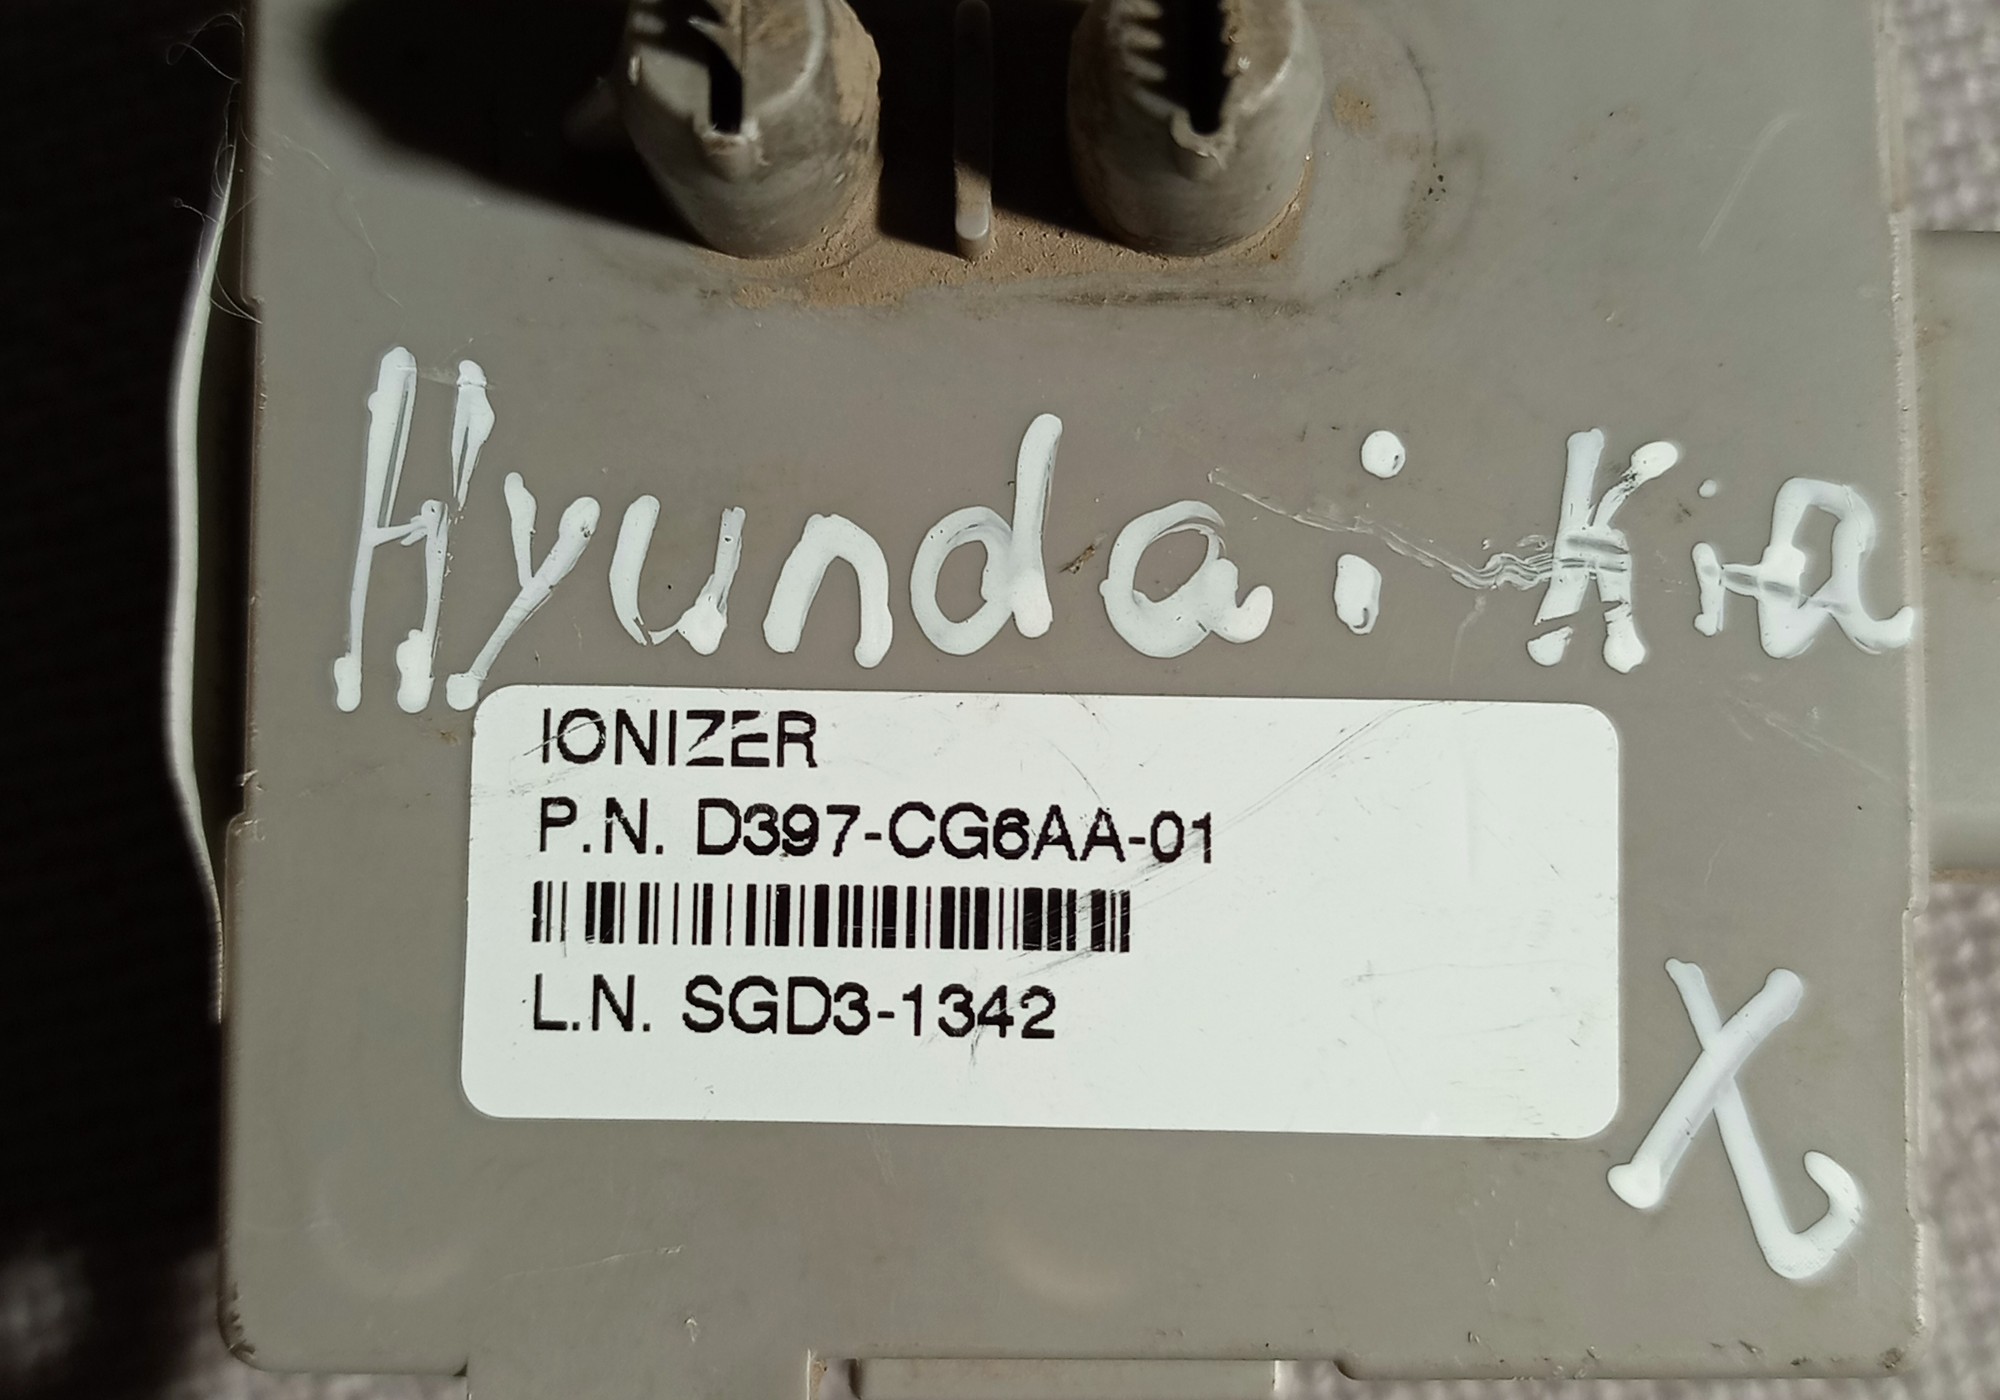 Hyundai Kia
IONIZER
P.N. D397-CG6AA-01
L.N. SGD3-1342
X